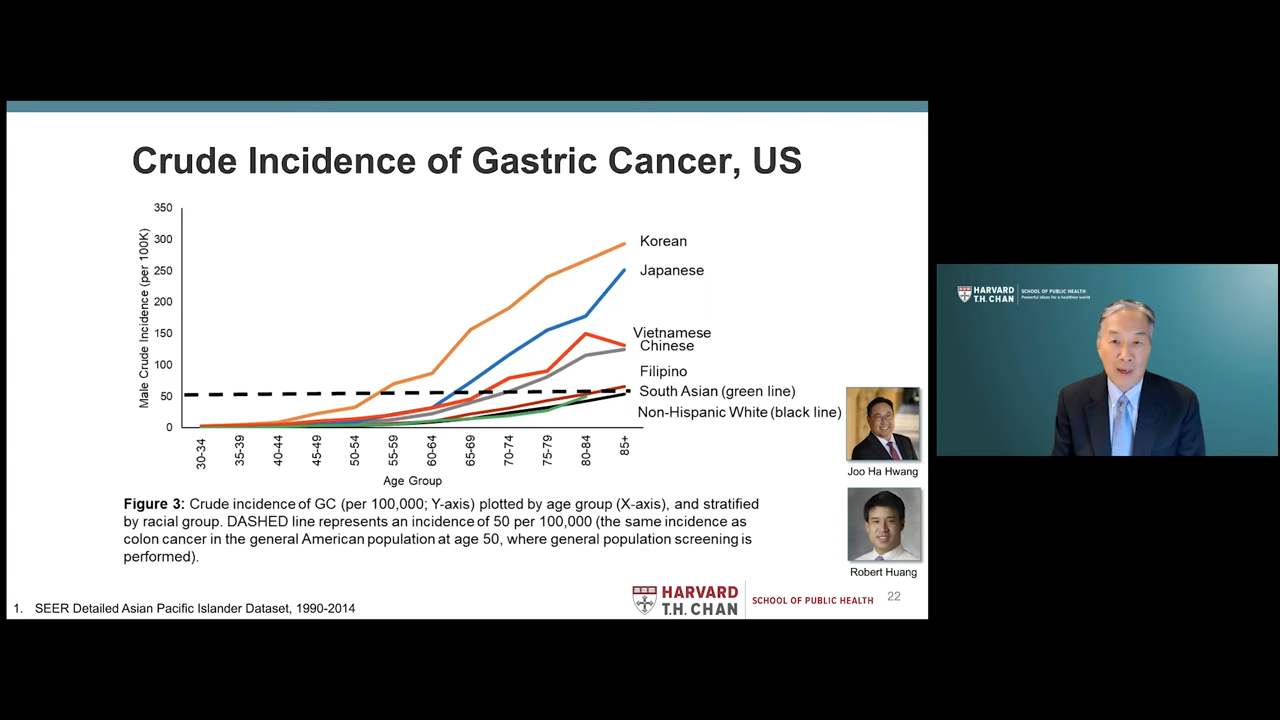 Crude Incidence of Gastric Cancer, US
Male Crude Incidence (per 100K)
350
300
250
200
150
100
50
0
Korean
Japanese
Vietnamese
Chinese
Filipino
South Asian (green line)
Non-Hispanic White (black line)
30-34
35-39
40-44
45-49
50-54
55-59
60-64
65-69
70-74
75-79
80-84
85+
Age Group
Figure 3: Crude incidence of GC (per 100,000; Y-axis) plotted by age group (X-axis), and stratified
by racial group. DASHED line represents an incidence of 50 per 100,000 (the same incidence as
colon cancer in the general American population at age 50, where general population screening is
performed).
Joo Ha Hwang
Robert Huang
1. SEER Detailed Asian Pacific Islander Dataset, 1990-2014
HARVARD
T.H. CHAN
SCHOOL OF PUBLIC HEALTH
22
HARVARD
T.H. CHAN
SCHOOL OF PUBLIC HEALTH
Powerful ideas for a healthier world